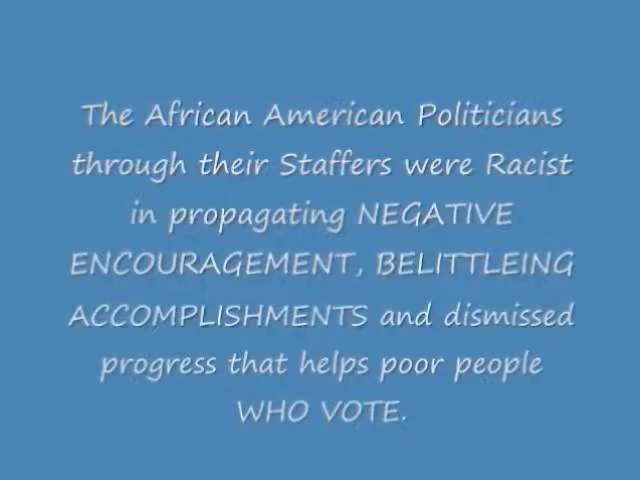 The African American Politicians
through their Staffers were Racist
in propagating NEGATIVE
ENCOURAGEMENT, BELITTLEING
ACCOMPLISHMENTS and dismissed
progress that helps poor people
WHO VOTE.